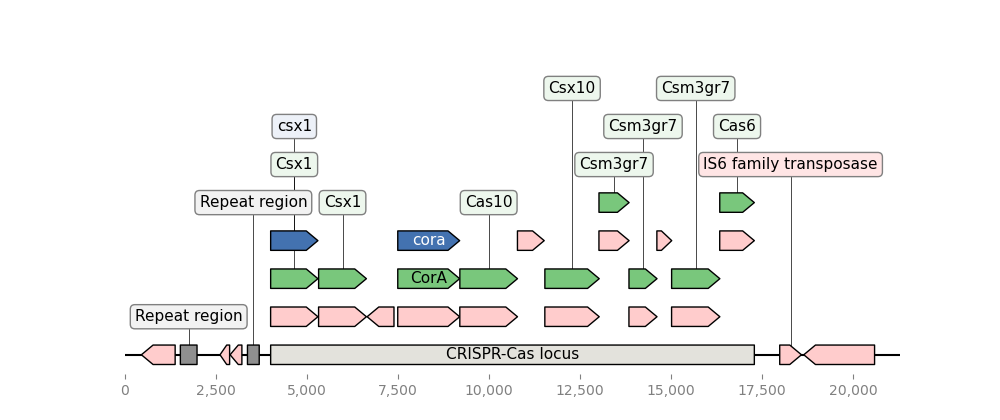 Csx10
Csm3gr7
csx1
Csm3gr7
Cas6
Csx1
Csm3gr7
IS6 family transposase
Repeat region
Csx1
Cas10
cora
CorA
Repeat region
CRISPR-Cas locus
0
2,500
5,000
7,500
10,000
12,500
15,000
17,500
20,000